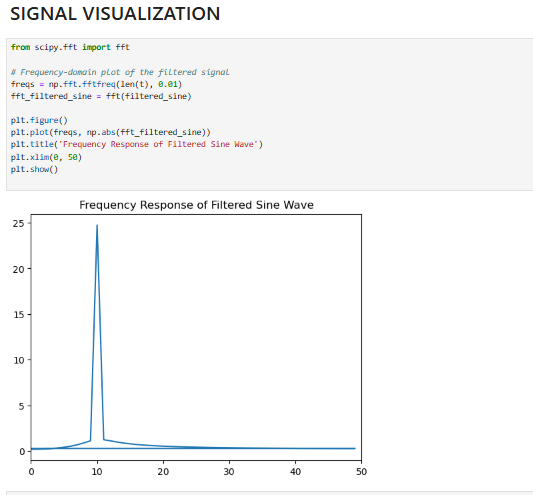 SIGNAL VISUALIZATION
from scipy.fft import fft
# Frequency-domain plot of the filtered signal
freqs = np.fft.fftfreq(len(t), 0.01)
fft_filtered_sine = fft(filtered_sine)
plt.figure()
plt.plot(freqs, np.abs(fft_filtered_sine))
plt.title('Frequency Response of Filtered Sine Wave')
plt.xlim(0, 50)
plt.show()
Frequency Response of Filtered Sine Wave
25
20
15
10
5
0
0 10 20 30 40 50